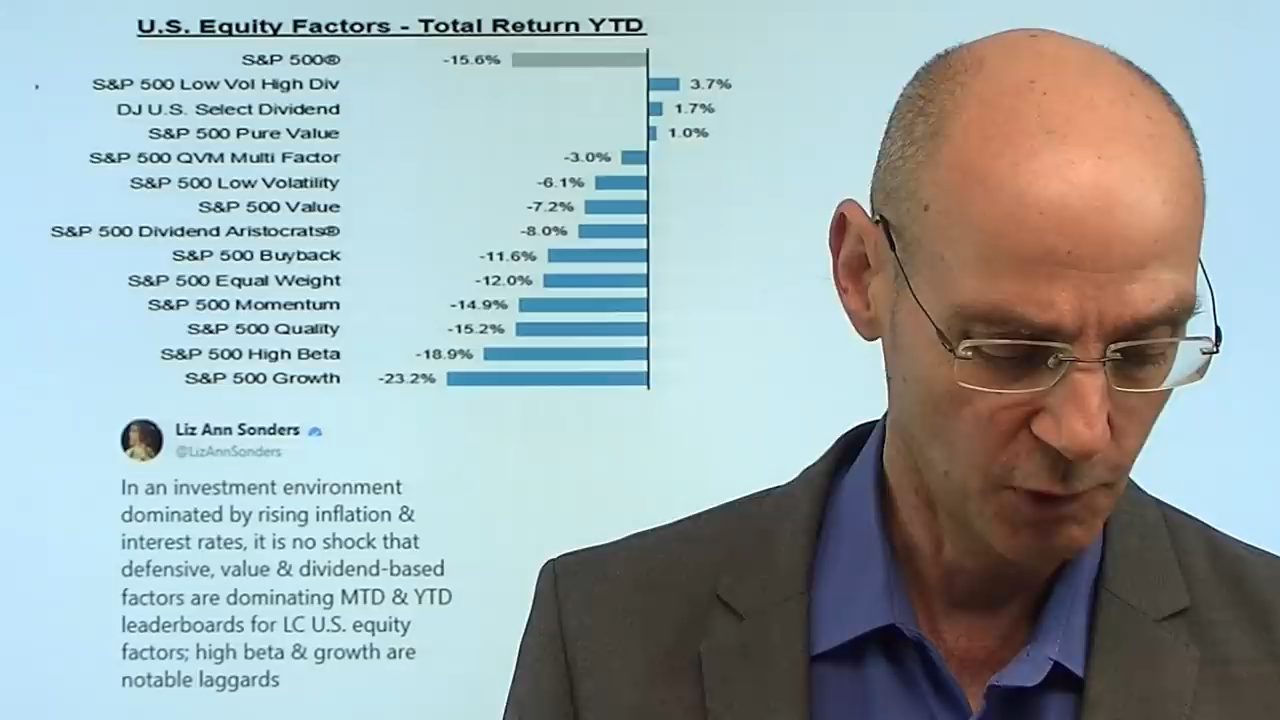 U.S. Equity Factors - Total Return YTD
S&P 500® -15.6%
S&P 500 Low Vol High Div 3.7%
DJ U.S. Select Dividend 1.7%
S&P 500 Pure Value 1.0%
S&P 500 QVM Multi Factor -3.0%
S&P 500 Low Volatility -6.1%
S&P 500 Value -7.2%
S&P 500 Dividend Aristocrats® -8.0%
S&P 500 Buyback -11.6%
S&P 500 Equal Weight -12.0%
S&P 500 Momentum -14.9%
S&P 500 Quality -15.2%
S&P 500 High Beta -18.9%
S&P 500 Growth -23.2%
Liz Ann Sonders
@LizAnnSonders
In an investment environment
dominated by rising inflation &
interest rates, it is no shock that
defensive, value & dividend-based
factors are dominating MTD & YTD
leaderboards for LC U.S. equity
factors; high beta & growth are
notable laggards